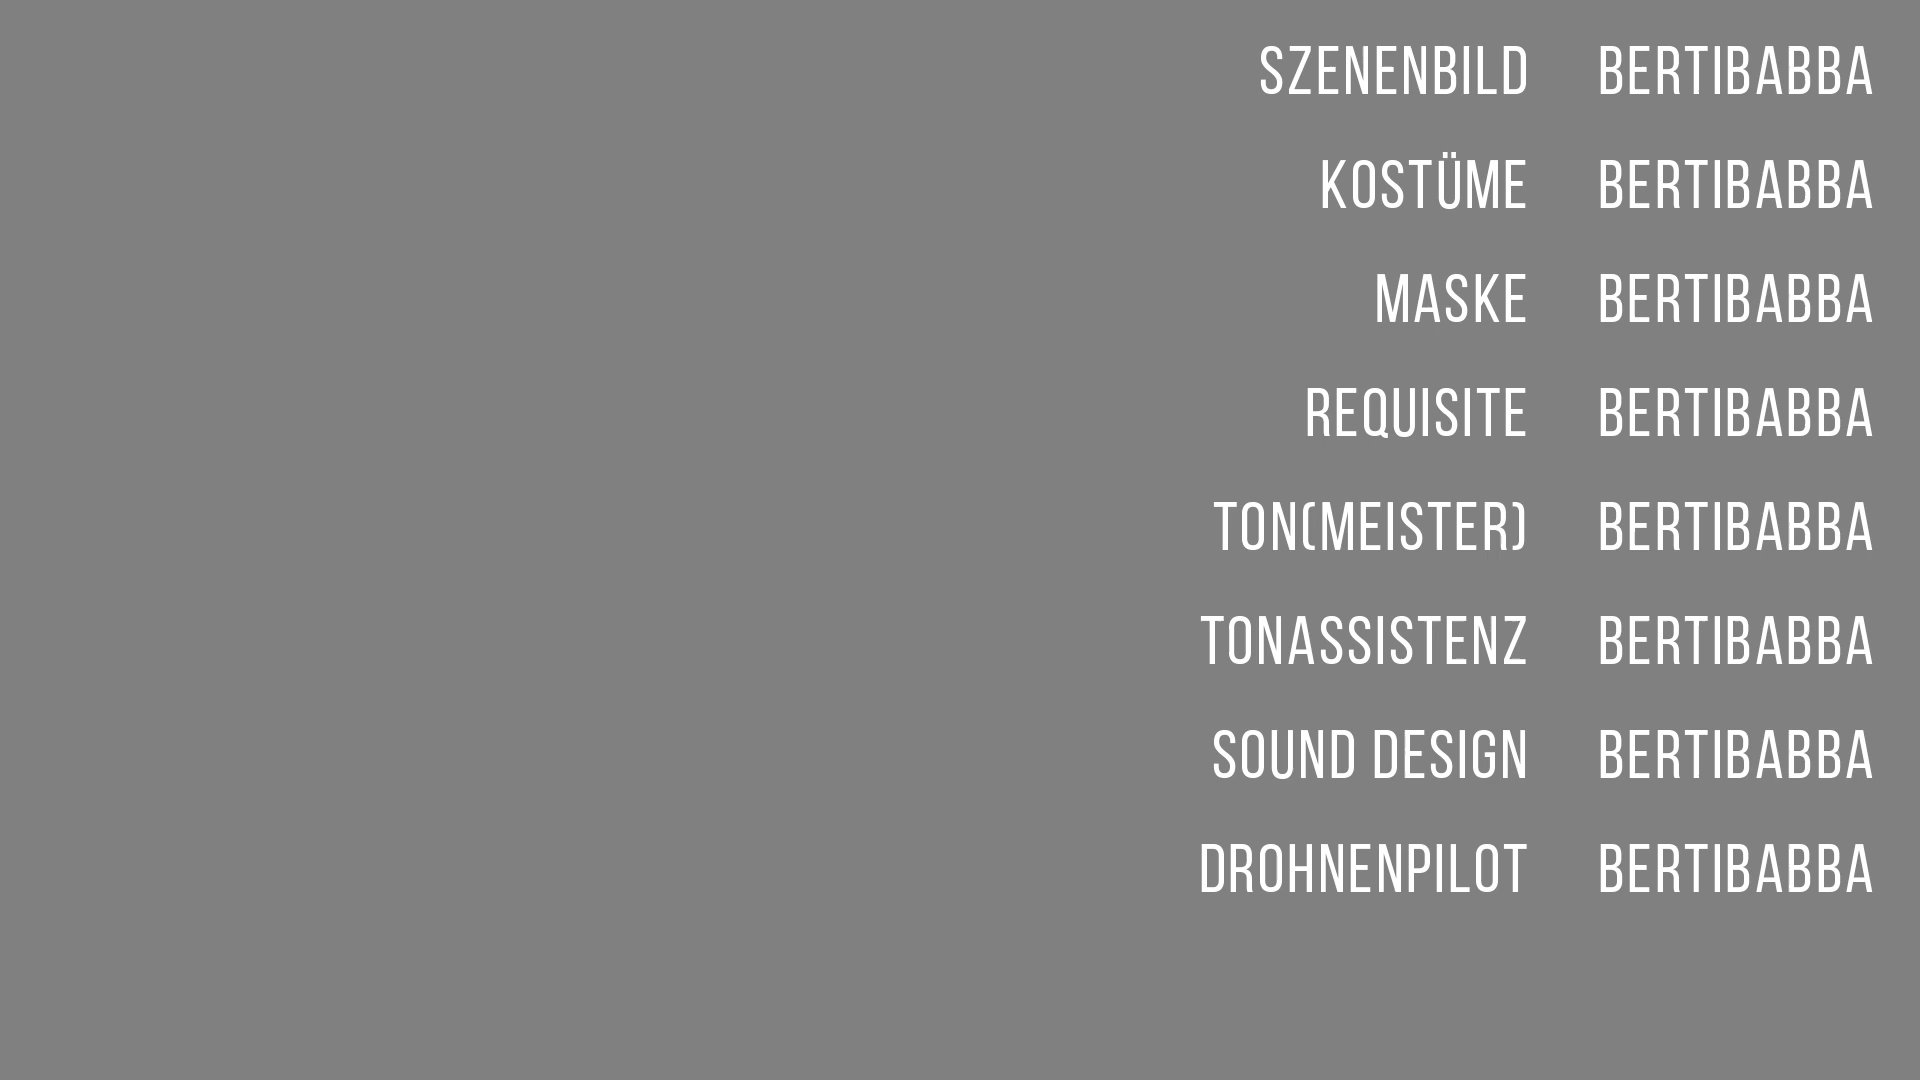 SZENENBILD BERTIBABBA
KOSTÜME BERTIBABBA
MASKE BERTIBABBA
REQUISITE BERTIBABBA
TON(MEISTER) BERTIBABBA
TONASSISTENZ BERTIBABBA
SOUND DESIGN BERTIBABBA
DROHNENPILOT BERTIBABBA